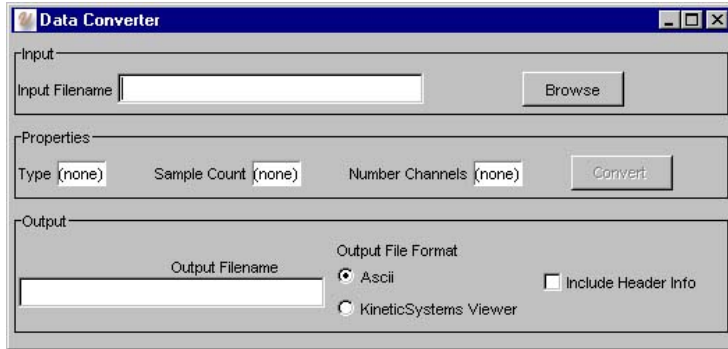 Data Converter
Input
Input Filename
Browse
Properties
Type (none) Sample Count (none) Number Channels (none) Convert
Output
Output File Format
Output Filename
Ascii
Include Header Info
KineticSystems Viewer